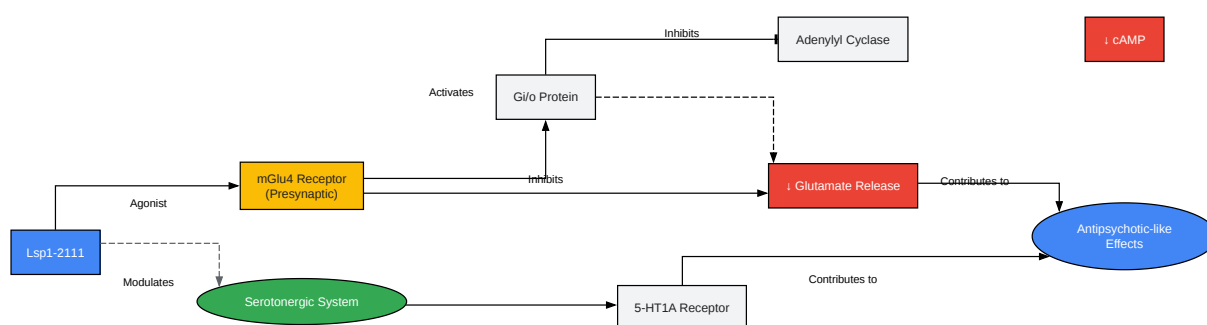 Inhibits
Adenylyl Cyclase
↓ cAMP
Activates
Gi/o Protein
mGlu4 Receptor
(Presynaptic)
Inhibits
↓ Glutamate Release
Contributes to
Agonist
Lsp1-2111
Antipsychotic-like
Effects
Modulates
Serotonergic System
5-HT1A Receptor
Contributes to